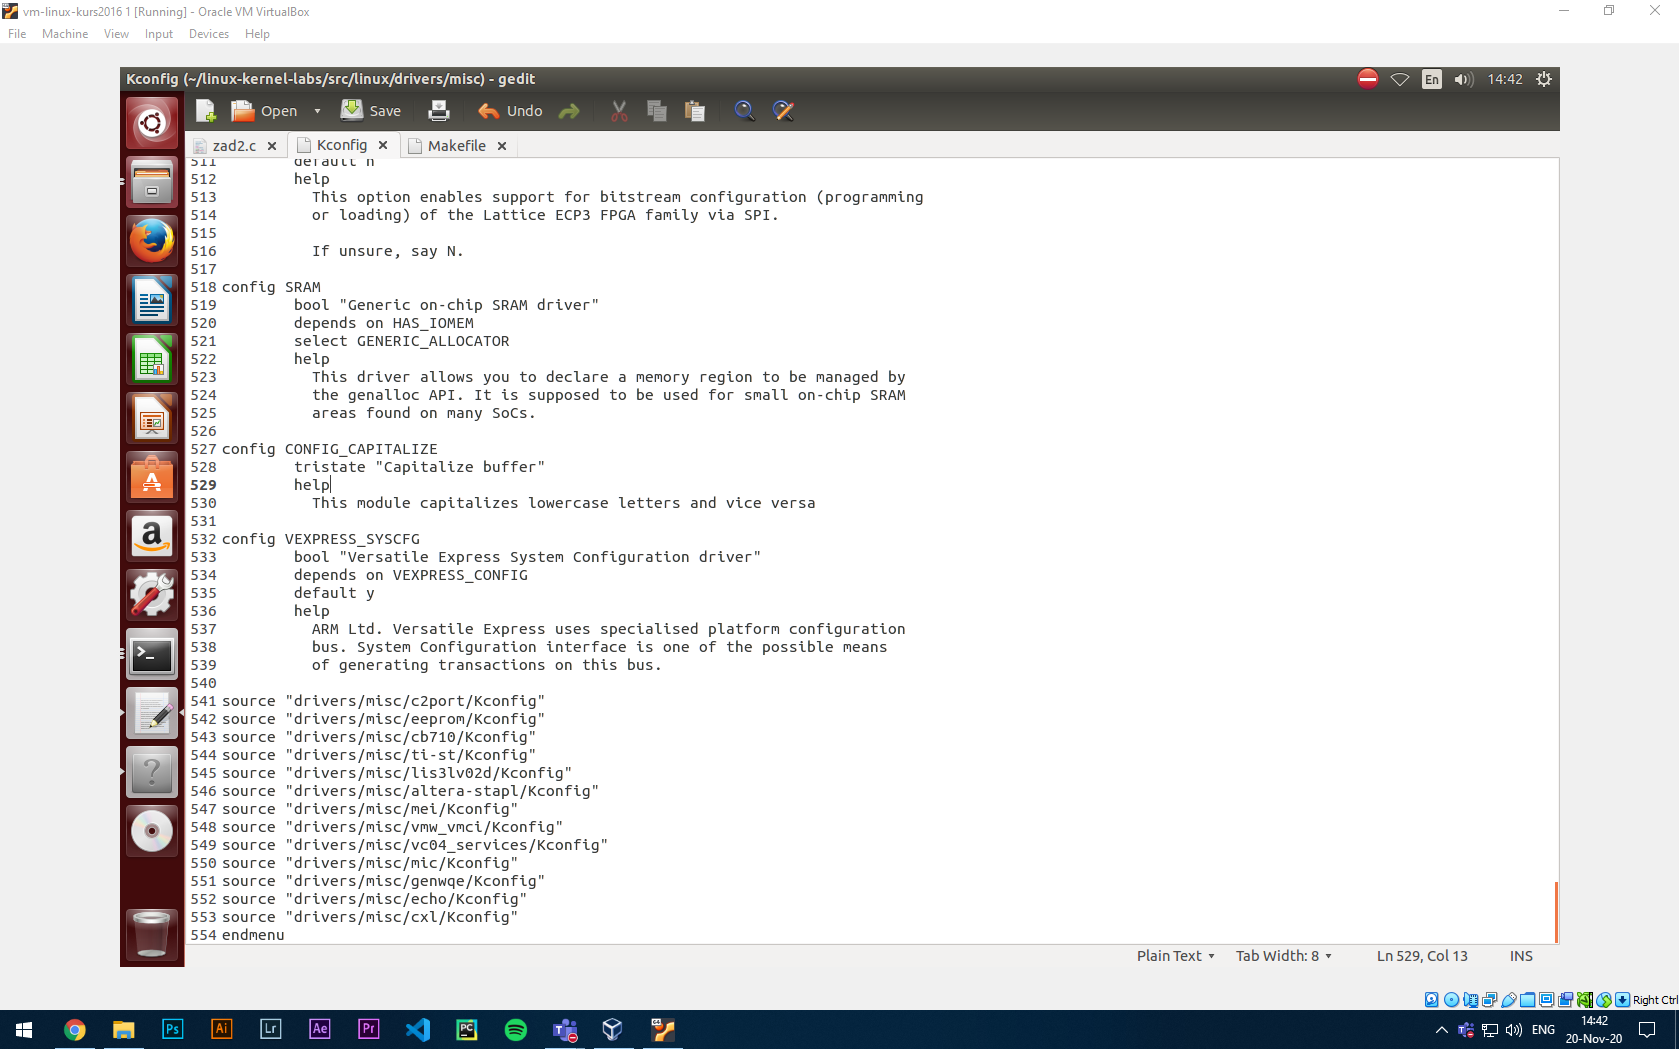 vm-linux-kurs2016 1 [Running] - Oracle VM VirtualBox
File Machine View Input Devices Help
Kconfig (~/linux-kernel-labs/src/linux/drivers/misc) - gedit
En 14:42
Open Save Undo
zad2.c Kconfig Makefile
511 default n
512 help
513 This option enables support for bitstream configuration (programming
514 or loading) of the Lattice ECP3 FPGA family via SPI.
515
516 If unsure, say N.
517
518 config SRAM
519 bool "Generic on-chip SRAM driver"
520 depends on HAS_IOMEM
521 select GENERIC_ALLOCATOR
522 help
523 This driver allows you to declare a memory region to be managed by
524 the genalloc API. It is supposed to be used for small on-chip SRAM
525 areas found on many SoCs.
526
527 config CONFIG_CAPITALIZE
528 tristate "Capitalize buffer"
529 help
530 This module capitalizes lowercase letters and vice versa
531
532 config VEXPRESS_SYSCFG
533 bool "Versatile Express System Configuration driver"
534 depends on VEXPRESS_CONFIG
535 default y
536 help
537 ARM Ltd. Versatile Express uses specialised platform configuration
538 bus. System Configuration interface is one of the possible means
539 of generating transactions on this bus.
540
541 source "drivers/misc/c2port/Kconfig"
542 source "drivers/misc/eeprom/Kconfig"
543 source "drivers/misc/cb710/Kconfig"
544 source "drivers/misc/ti-st/Kconfig"
545 source "drivers/misc/lis3lv02d/Kconfig"
546 source "drivers/misc/altera-stapl/Kconfig"
547 source "drivers/misc/mei/Kconfig"
548 source "drivers/misc/vmw_vmci/Kconfig"
549 source "drivers/misc/vc04_services/Kconfig"
550 source "drivers/misc/mic/Kconfig"
551 source "drivers/misc/genwqe/Kconfig"
552 source "drivers/misc/echo/Kconfig"
553 source "drivers/misc/cxl/Kconfig"
554 endmenu
Plain Text Tab Width: 8 Ln 529, Col 13 INS
Right Ctrl
Ps Ai Lr Ae Pr PC ENG 14:42
20-Nov-20